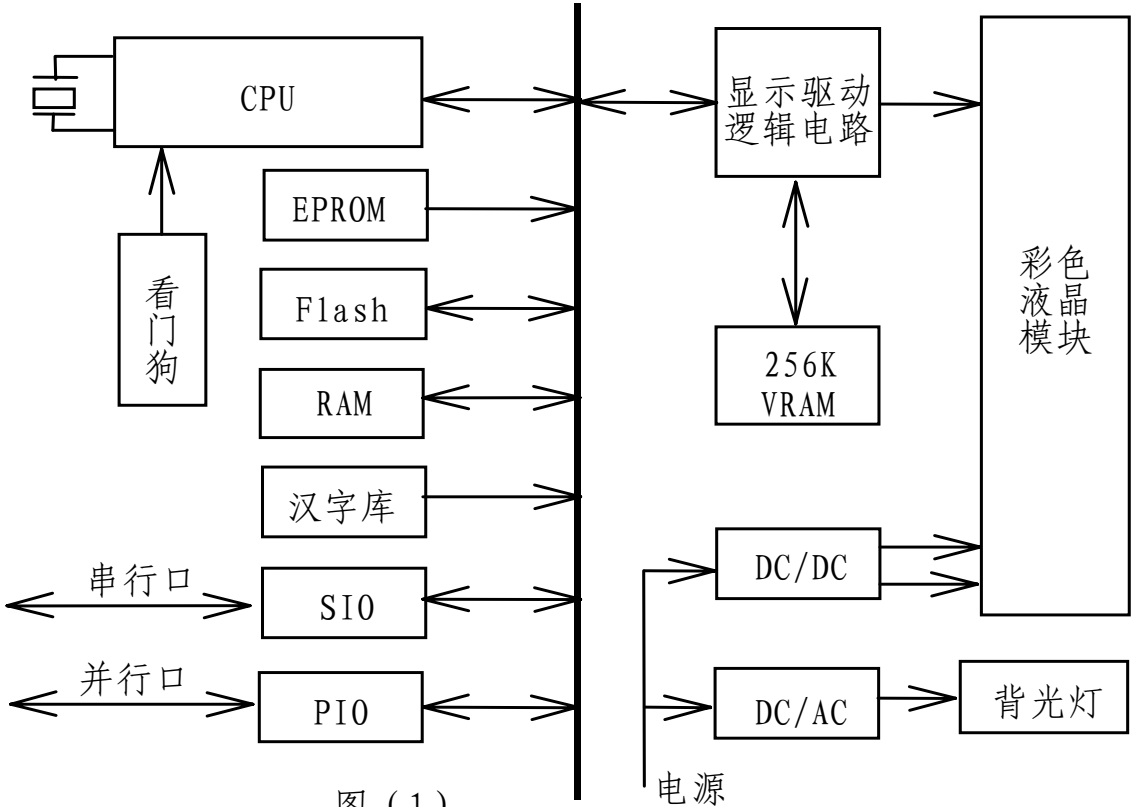 CPU
显示驱动
逻辑电路
EPROM
看
门
狗
Flash
彩色
液晶
模块
RAM
256K
VRAM
汉字库
串行口
SIO
DC/DC
并行口
PIO
DC/AC
背光灯
电源
图(1)